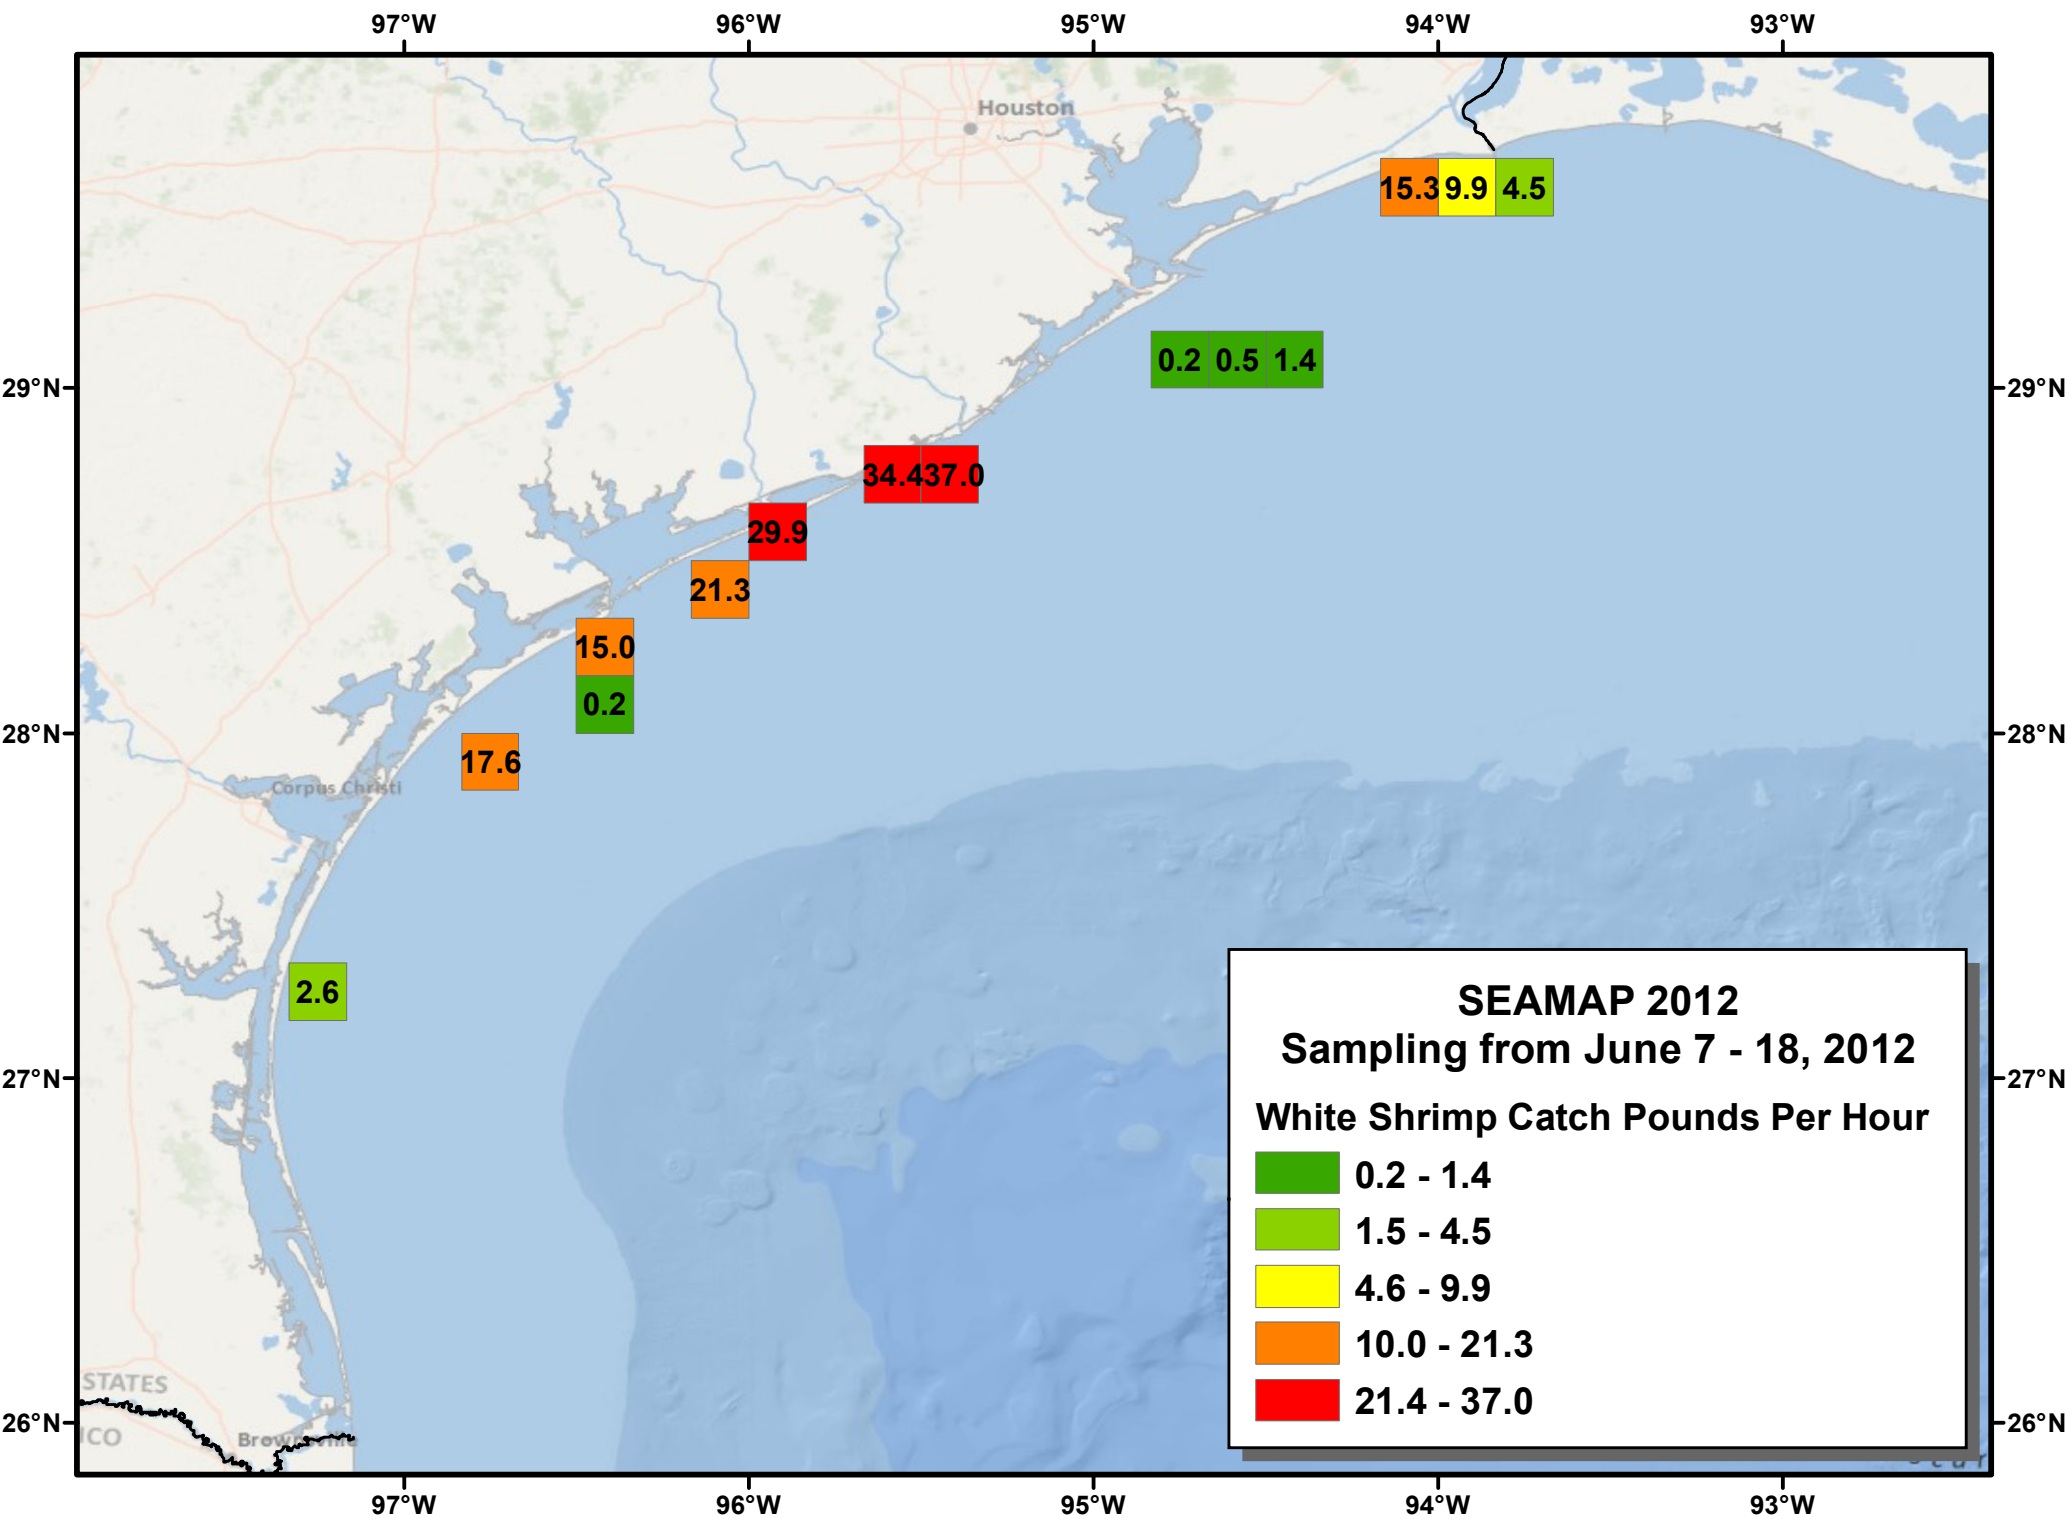 97°W 96°W 95°W 94°W 93°W
Houston
15.3 9.9 4.5
0.2 0.5 1.4
29°N 29°N
34.4 37.0
29.9
21.3
15.0
0.2
28°N 28°N
17.6
Corpus Christi
2.6
SEAMAP 2012
Sampling from June 7 - 18, 2012
27°N 27°N
White Shrimp Catch Pounds Per Hour
0.2 - 1.4
1.5 - 4.5
4.6 - 9.9
10.0 - 21.3
STATES
21.4 - 37.0
26°N 26°N
ICO
Brownsville
97°W 96°W 95°W 94°W 93°W